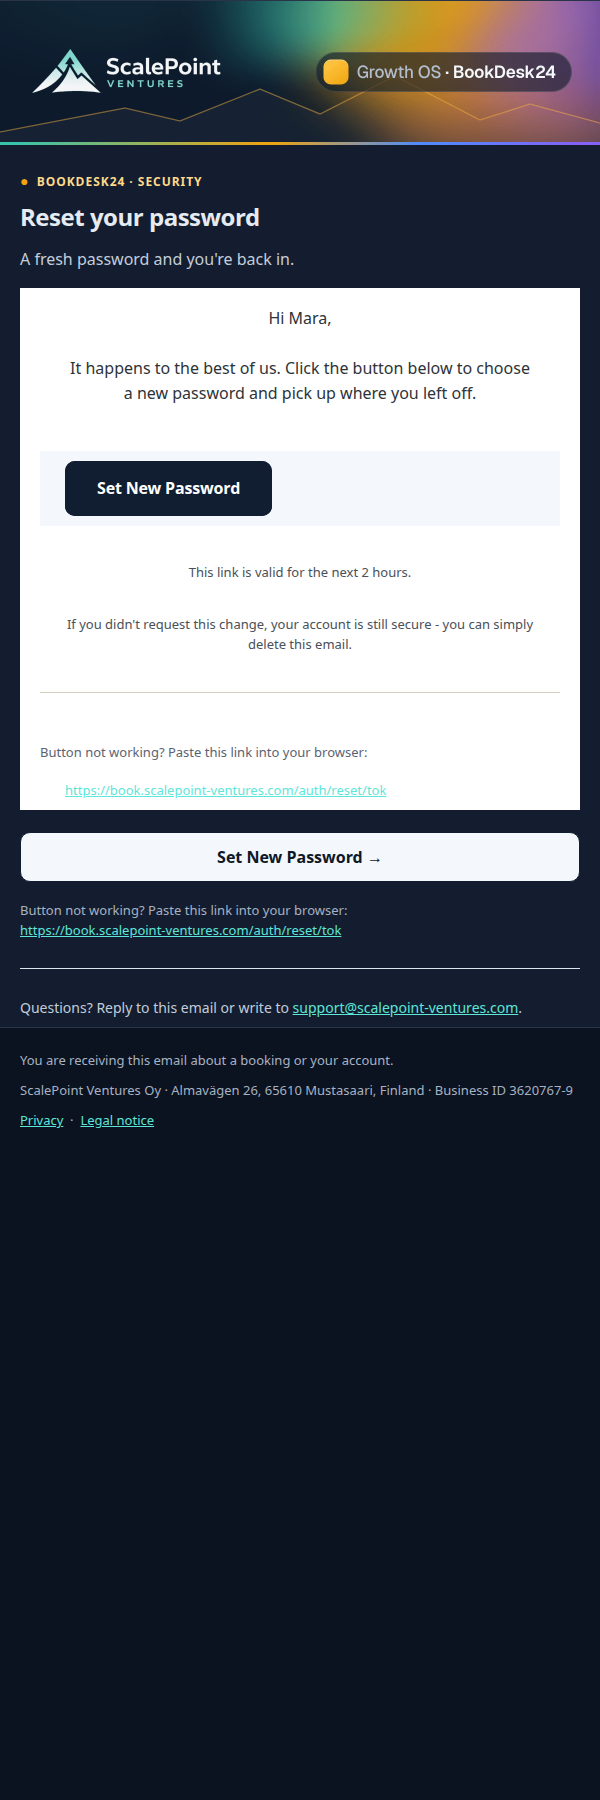 ScalePoint
VENTURES
Growth OS · BookDesk24
BOOKDESK24 · SECURITY
Reset your password
A fresh password and you're back in.
Hi Mara,
It happens to the best of us. Click the button below to choose
a new password and pick up where you left off.
Set New Password
This link is valid for the next 2 hours.
If you didn't request this change, your account is still secure - you can simply
delete this email.
Button not working? Paste this link into your browser:
https://book.scalepoint-ventures.com/auth/reset/tok
Set New Password →
Button not working? Paste this link into your browser:
https://book.scalepoint-ventures.com/auth/reset/tok
Questions? Reply to this email or write to support@scalepoint-ventures.com.
You are receiving this email about a booking or your account.
ScalePoint Ventures Oy · Almavägen 26, 65610 Mustasaari, Finland · Business ID 3620767-9
Privacy · Legal notice